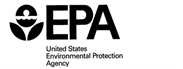 EPA
United States
Environmental Protection
Agency